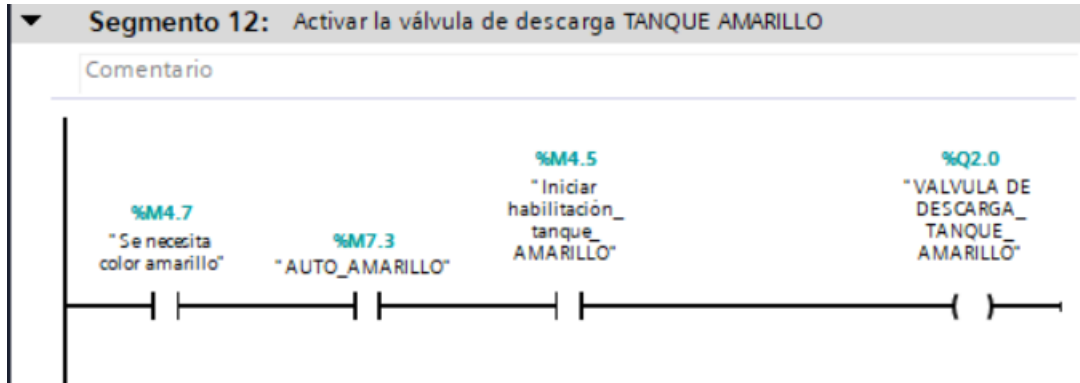 Segmento 12: Activar la válvula de descarga TANQUE AMARILLO
Comentario
%M4.7
"Se necesita
color amarillo"
%M7.3
"AUTO_AMARILLO"
%M4.5
"Iniciar
habilitación_
tanque_
AMARILLO"
%Q2.0
"VALVULA DE
DESCARGA_
TANQUE_
AMARILLO"